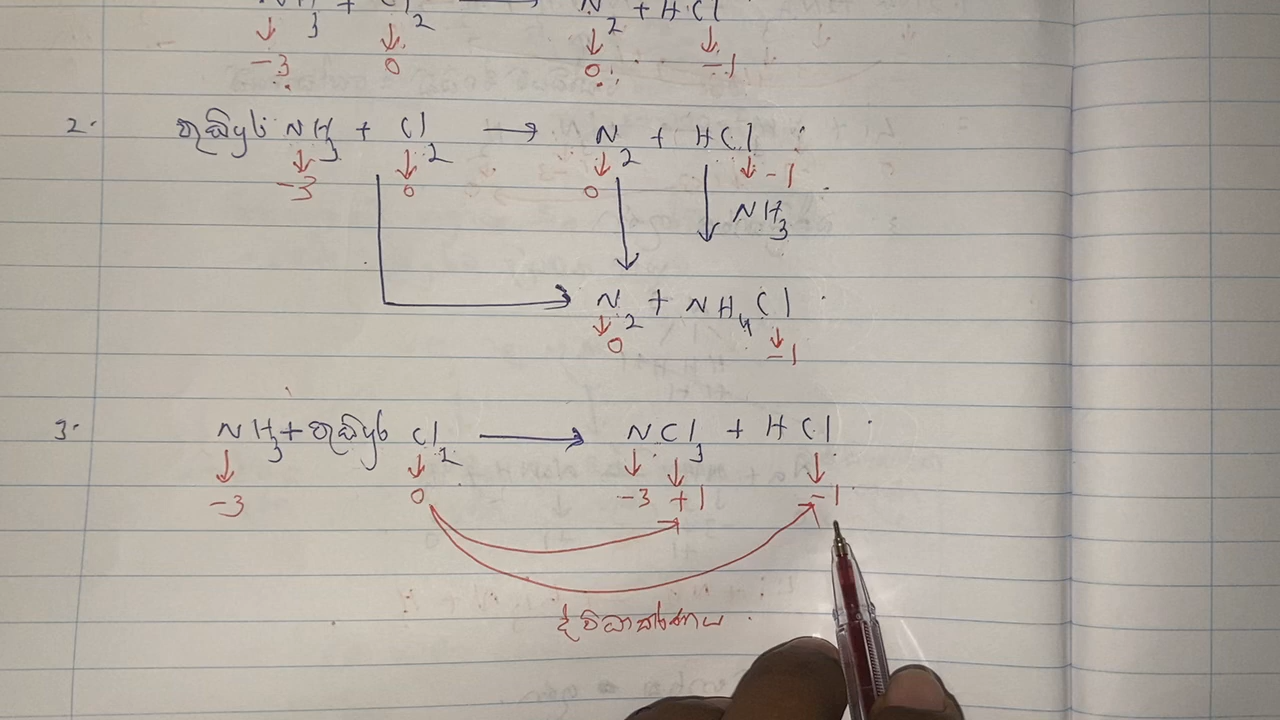 NH3 + Cl2 → N2 + HCl
-3 0 0 -1
2. වැඩිපුර NH3 + Cl2 → N2 + HCl
-3 0 0 -1
NH3
N2 + NH4Cl
0 -1
3. NH3 + වැඩිපුර Cl2 → NCl3 + HCl
-3 0 -3 +1 -1
ද්විධාකරණය